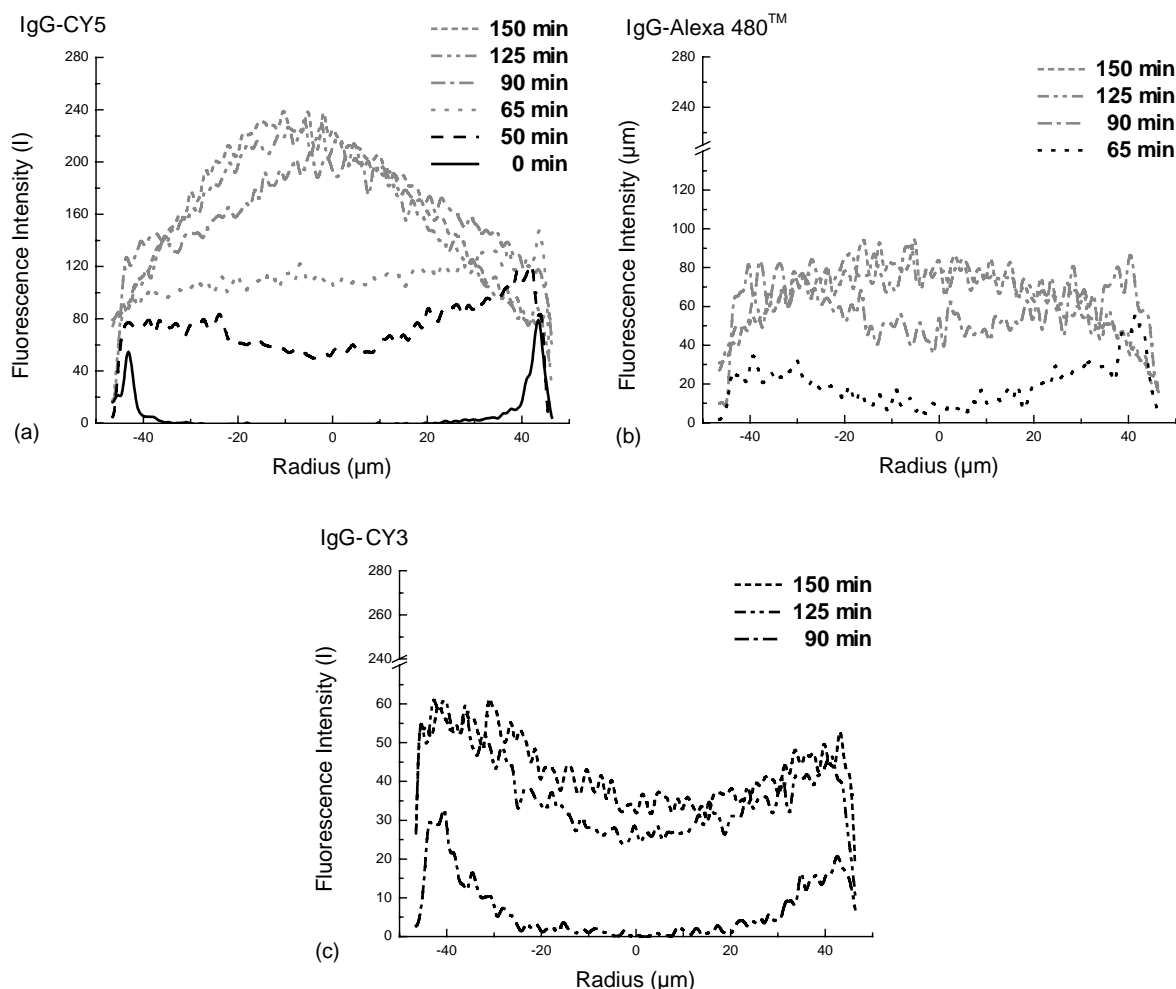 IgG-CY5
150 min
125 min
90 min
65 min
50 min
0 min
280
240
200
160
120
80
40
0
Fluorescence Intensity (I)
-40
-20
0
20
40
Radius (µm)
(a)
IgG-Alexa 480™
150 min
125 min
90 min
65 min
280
240
120
100
80
60
40
20
0
Fluorescence Intensity (µm)
-40
-20
0
20
40
Radius (µm)
(b)
IgG-CY3
150 min
125 min
90 min
280
260
240
60
50
40
30
20
10
0
Fluorescence Intensity (I)
-40
-20
0
20
40
Radius (µm)
(c)